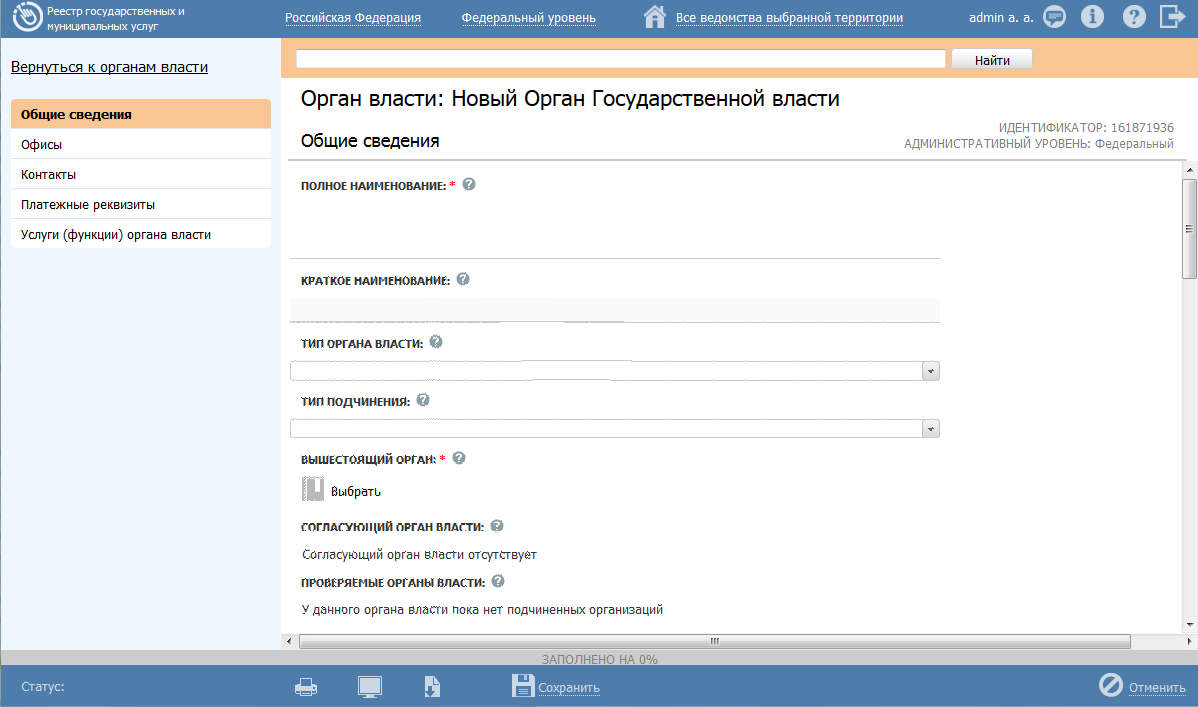 Реестр государственных и
муниципальных услуг
Российская Федерация
Федеральный уровень
Все ведомства выбранной территории
admin a. a.
Вернуться к органам власти
Найти
Общие сведения
Офисы
Контакты
Платежные реквизиты
Услуги (функции) органа власти
Орган власти: Новый Орган Государственной власти
Общие сведения
ИДЕНТИФИКАТОР: 161871936
АДМИНИСТРАТИВНЫЙ УРОВЕНЬ: Федеральный
ПОЛНОЕ НАИМЕНОВАНИЕ: * ?
КРАТКОЕ НАИМЕНОВАНИЕ: ?
ТИП ОРГАНА ВЛАСТИ: ?
ТИП ПОДЧИНЕНИЯ: ?
ВЫШЕСТОЯЩИЙ ОРГАН: * ?
Выбрать
СОГЛАСУЮЩИЙ ОРГАН ВЛАСТИ: ?
Согласующий орган власти отсутствует
ПРОВЕРЯЕМЫЕ ОРГАНЫ ВЛАСТИ: ?
У данного органа власти пока нет подчиненных организаций
ЗАПОЛНЕНО НА 0%
Статус:
Сохранить
Отменить